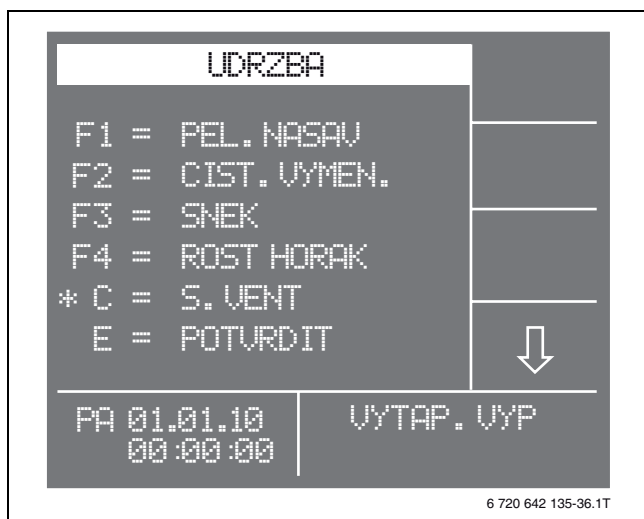 UDRZBA
F1 = PEL. NASAV
F2 = CIST. VYMEN.
F3 = SNEK
F4 = ROST HORAK
* C = S. VENT
E = POTVRDIT
PA 01.01.10
00:00:00
VYTAP. VYP
6 720 642 135-36.1T